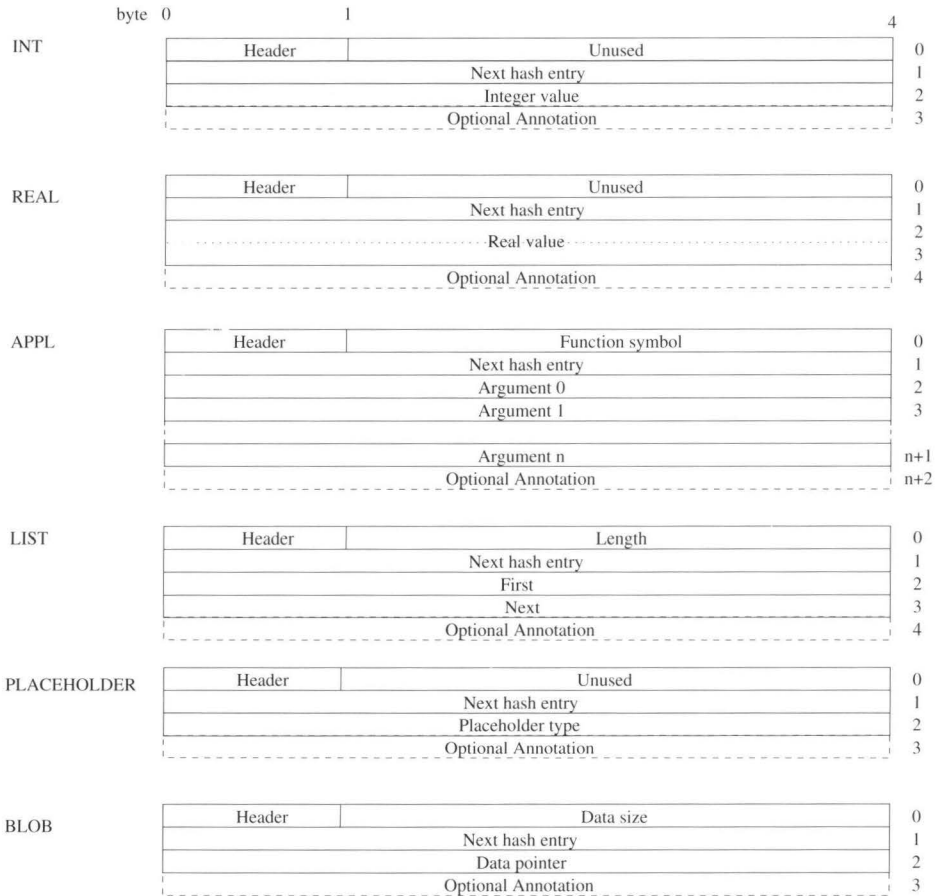 byte 0 1 4
INT
Header Unused 0
Next hash entry 1
Integer value 2
Optional Annotation 3
REAL
Header Unused 0
Next hash entry 1
2
Real value
3
Optional Annotation 4
APPL
Header Function symbol 0
Next hash entry 1
Argument 0 2
Argument 1 3
Argument n n+1
Optional Annotation n+2
LIST
Header Length 0
Next hash entry 1
First 2
Next 3
Optional Annotation 4
PLACEHOLDER
Header Unused 0
Next hash entry 1
Placeholder type 2
Optional Annotation 3
BLOB
Header Data size 0
Next hash entry 1
Data pointer 2
Optional Annotation 3